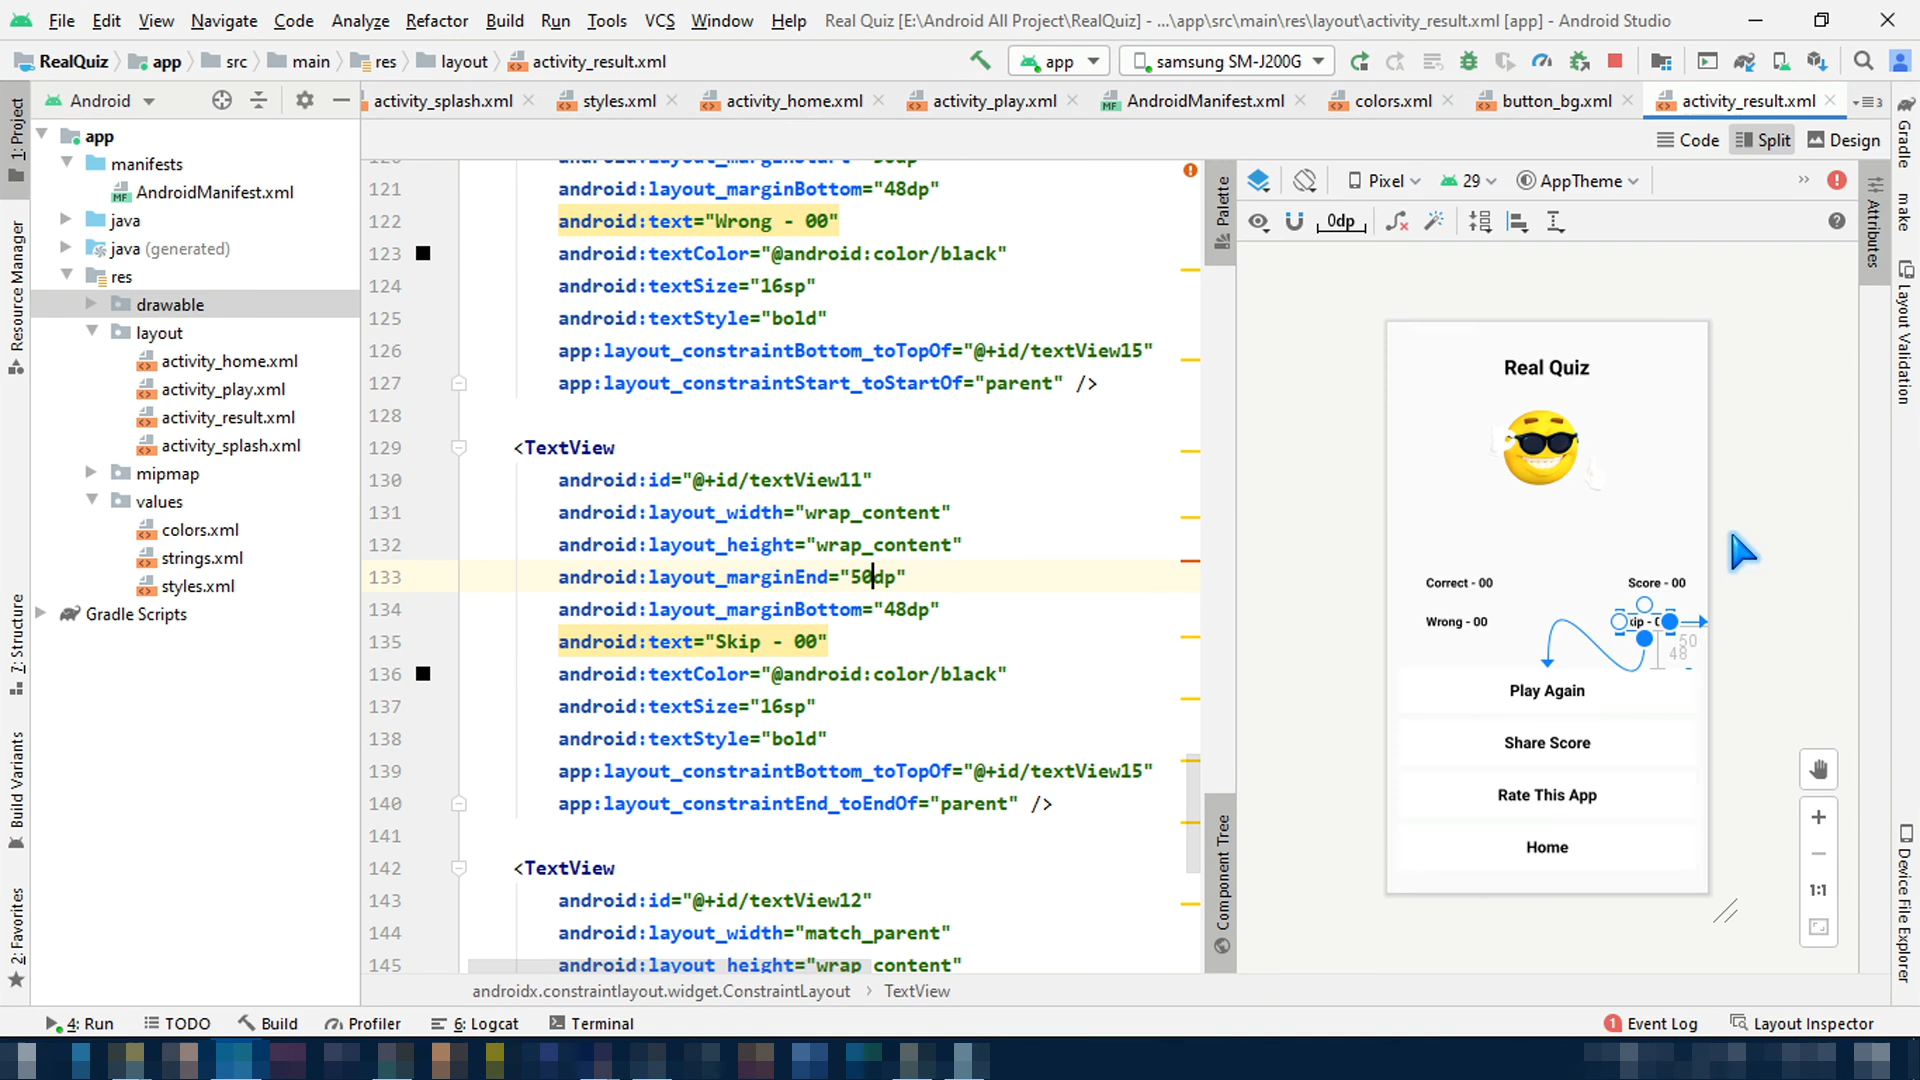 File Edit View Navigate Code Analyze Refactor Build Run Tools VCS Window Help Real Quiz [E:\Android All Project\RealQuiz] - ...\app\src\main\res\layout\activity_result.xml [app] - Android Studio
RealQuiz app src main res layout activity_result.xml app samsung SM-J200G
Android activity_splash.xml styles.xml activity_home.xml activity_play.xml AndroidManifest.xml colors.xml button_bg.xml activity_result.xml
Code Split Design
1: Project
Resource Manager
7: Structure
Build Variants
2: Favorites
app
manifests
AndroidManifest.xml
java
java (generated)
res
drawable
layout
activity_home.xml
activity_play.xml
activity_result.xml
activity_splash.xml
mipmap
values
colors.xml
strings.xml
styles.xml
Gradle Scripts
121 android:layout_marginBottom="48dp"
122 android:text="Wrong - 00"
123 android:textColor="@android:color/black"
124 android:textSize="16sp"
125 android:textStyle="bold"
126 app:layout_constraintBottom_toTopOf="@+id/textView15"
127 app:layout_constraintStart_toStartOf="parent" />
128
129 <TextView
130 android:id="@+id/textView11"
131 android:layout_width="wrap_content"
132 android:layout_height="wrap_content"
133 android:layout_marginEnd="50dp"
134 android:layout_marginBottom="48dp"
135 android:text="Skip - 00"
136 android:textColor="@android:color/black"
137 android:textSize="16sp"
138 android:textStyle="bold"
139 app:layout_constraintBottom_toTopOf="@+id/textView15"
140 app:layout_constraintEnd_toEndOf="parent" />
141
142 <TextView
143 android:id="@+id/textView12"
144 android:layout_width="match_parent"
145 android:layout_height="wrap_content"
androidx.constraintlayout.widget.ConstraintLayout TextView
Palette
Component Tree
Pixel 29 AppTheme
0dp
Real Quiz
Correct - 00 Score - 00
Wrong - 00
50
48
Play Again
Share Score
Rate This App
Home
1:1
Attributes
Gradle
make
Layout Validation
Device File Explorer
4: Run TODO Build Profiler 6: Logcat Terminal 1 Event Log Layout Inspector